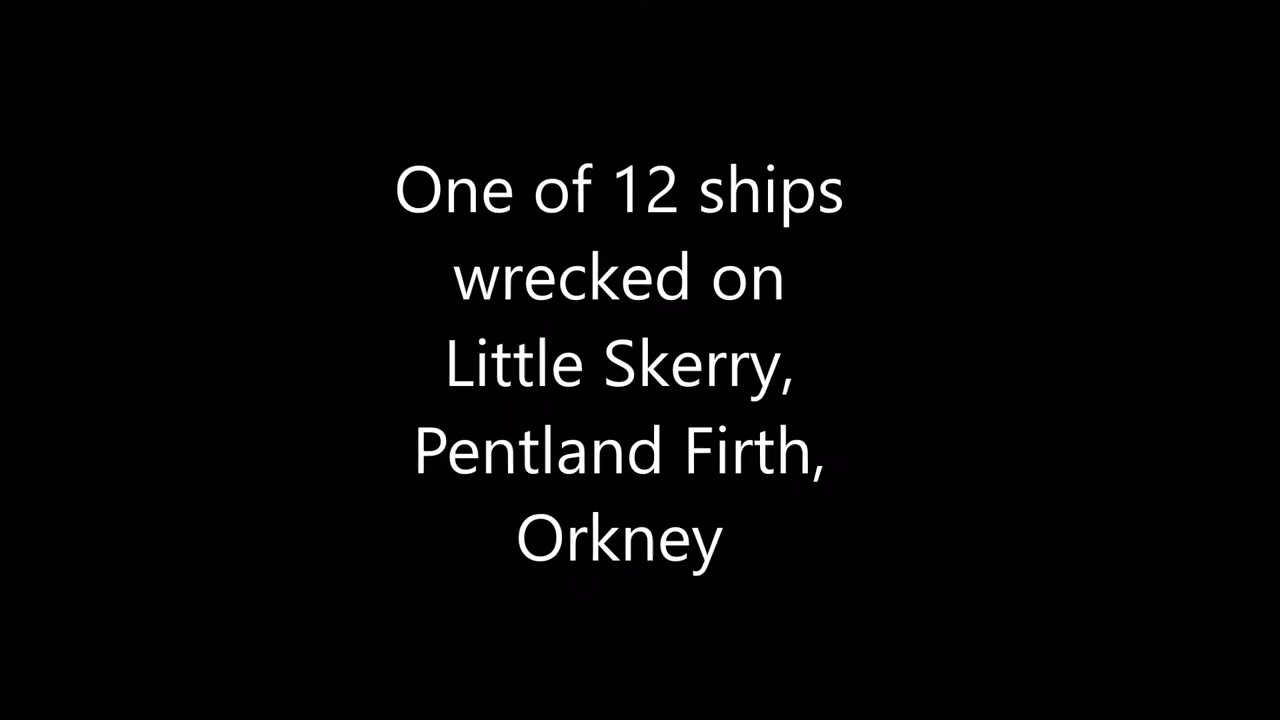 One of 12 ships
wrecked on
Little Skerry,
Pentland Firth,
Orkney